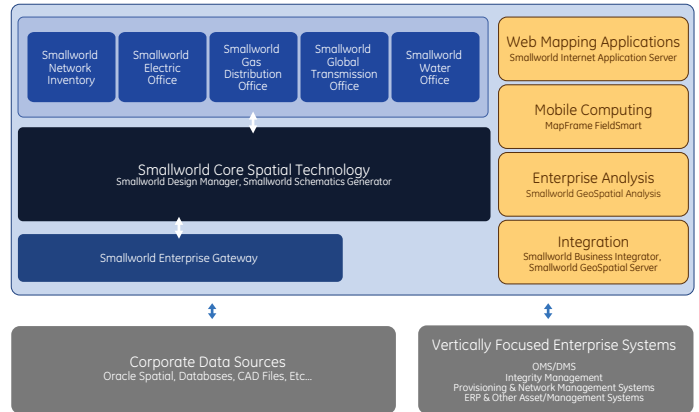 Smallworld
Network
Inventory
Smallworld
Electric
Office
Smallworld
Gas
Distribution
Office
Smallworld
Global
Transmission
Office
Smallworld
Water
Office
Smallworld Core Spatial Technology
Smallworld Design Manager, Smallworld Schematics Generator
Smallworld Enterprise Gateway
Web Mapping Applications
Smallworld Internet Application Server
Mobile Computing
MapFrame FieldSmart
Enterprise Analysis
Smallworld GeoSpatial Analysis
Integration
Smallworld Business Integrator,
Smallworld GeoSpatial Server
Corporate Data Sources
Oracle Spatial, Databases, CAD Files, Etc...
Vertically Focused Enterprise Systems
OMS/DMS
Integrity Management
Provisioning & Network Management Systems
ERP & Other Asset/Management Systems